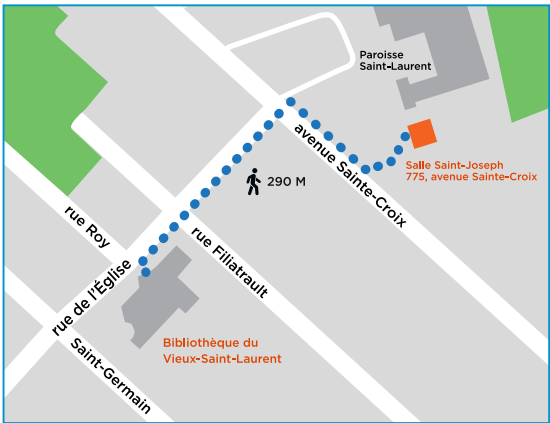 Paroisse
Saint-Laurent
avenue Sainte-Croix
Salle Saint-Joseph
775, avenue Sainte-Croix
290 M
rue Roy
rue Filiatrault
rue de l'Église
Bibliothèque du
Vieux-Saint-Laurent
Saint-Germain